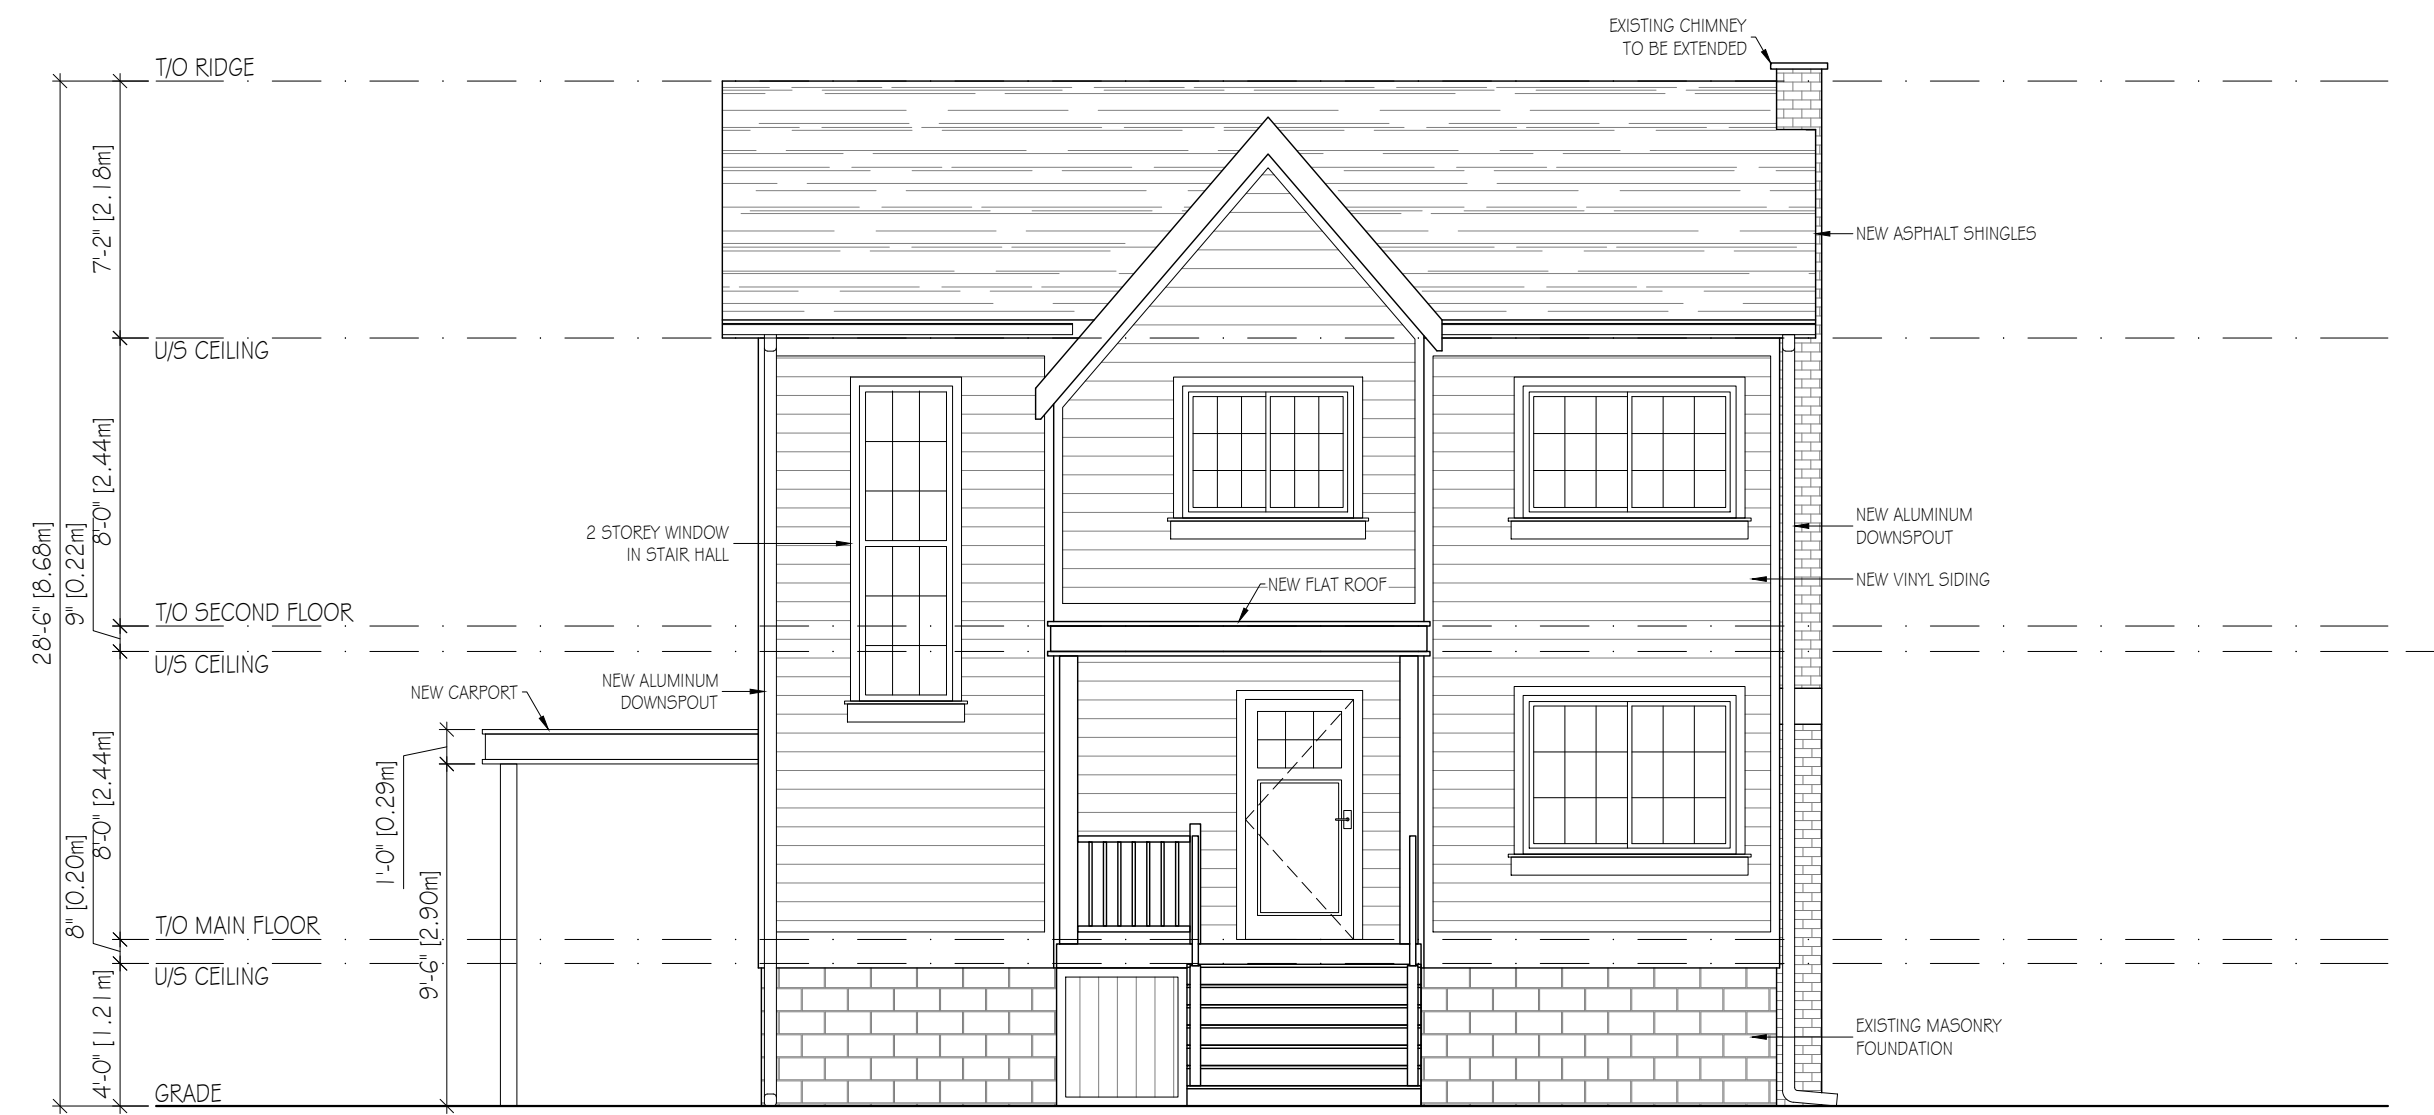 EXISTING CHIMNEY
TO BE EXTENDED
T/O RIDGE
7'-2" [2.18m]
NEW ASPHALT SHINGLES
U/S CEILING
8'-0" [2.44m]
28'-6" [8.68m]
9" [0.22m]
2 STOREY WINDOW
IN STAIR HALL
NEW ALUMINUM
DOWNSPOUT
NEW VINYL SIDING
NEW FLAT ROOF
T/O SECOND FLOOR
U/S CEILING
NEW ALUMINUM
DOWNSPOUT
NEW CARPORT
8'-0" [2.44m]
1'-0" [0.29m]
8" [0.20m]
9'-6" [2.90m]
T/O MAIN FLOOR
U/S CEILING
4'-0" [1.21m]
EXISTING MASONRY
FOUNDATION
GRADE